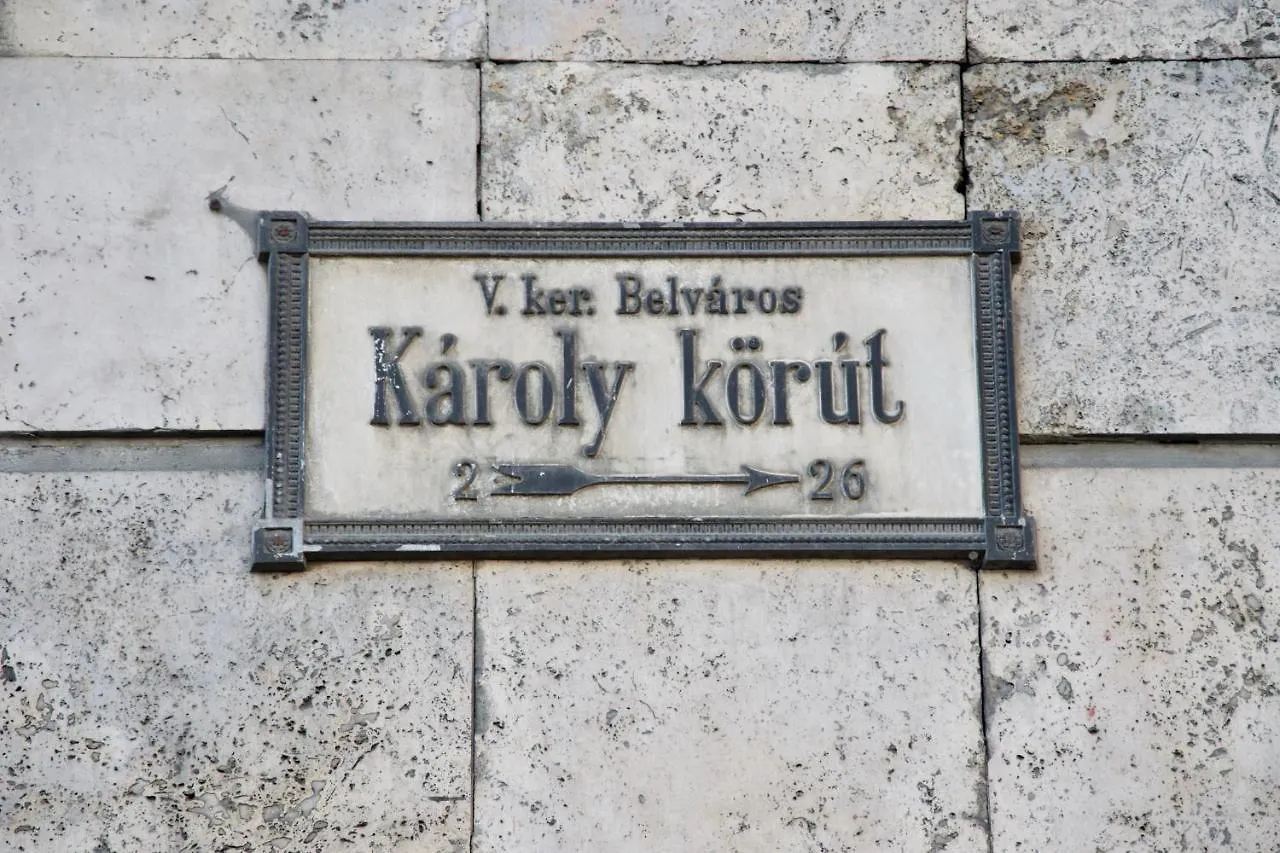 V. ker. Belváros
Károly körút
2 26